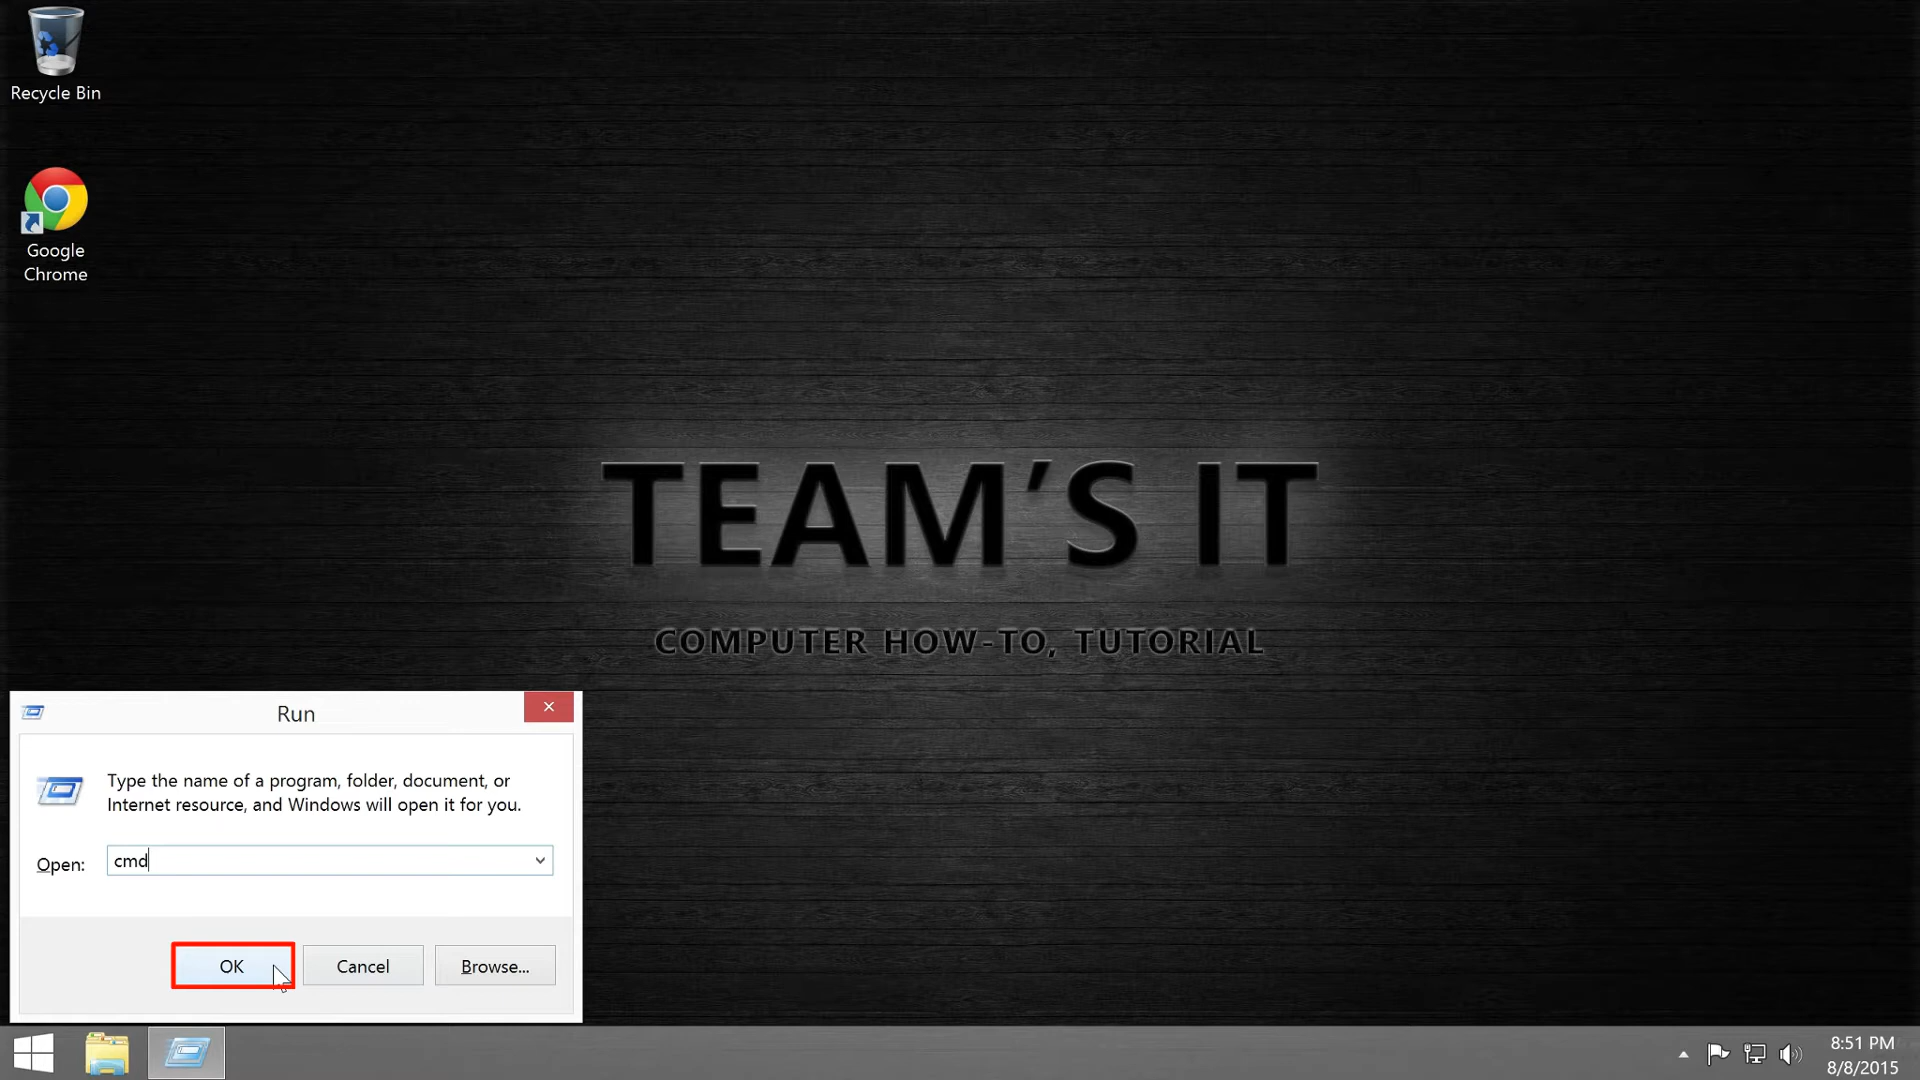 Recycle Bin
Google
Chrome
TEAM’S IT
COMPUTER HOW-TO, TUTORIAL
Run
Type the name of a program, folder, document, or
Internet resource, and Windows will open it for you.
Open: cmd
OK Cancel Browse...
8:51 PM
8/8/2015